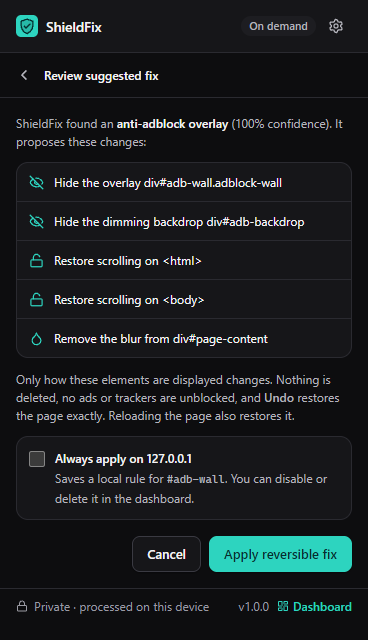 ShieldFix
On demand
Review suggested fix
ShieldFix found an anti-adblock overlay (100% confidence). It
proposes these changes:
Hide the overlay div#adb-wall.adblock-wall
Hide the dimming backdrop div#adb-backdrop
Restore scrolling on <html>
Restore scrolling on <body>
Remove the blur from div#page-content
Only how these elements are displayed changes. Nothing is
deleted, no ads or trackers are unblocked, and Undo restores
the page exactly. Reloading the page also restores it.
Always apply on 127.0.0.1
Saves a local rule for #adb-wall. You can disable or
delete it in the dashboard.
Cancel
Apply reversible fix
Private · processed on this device
v1.0.0
Dashboard